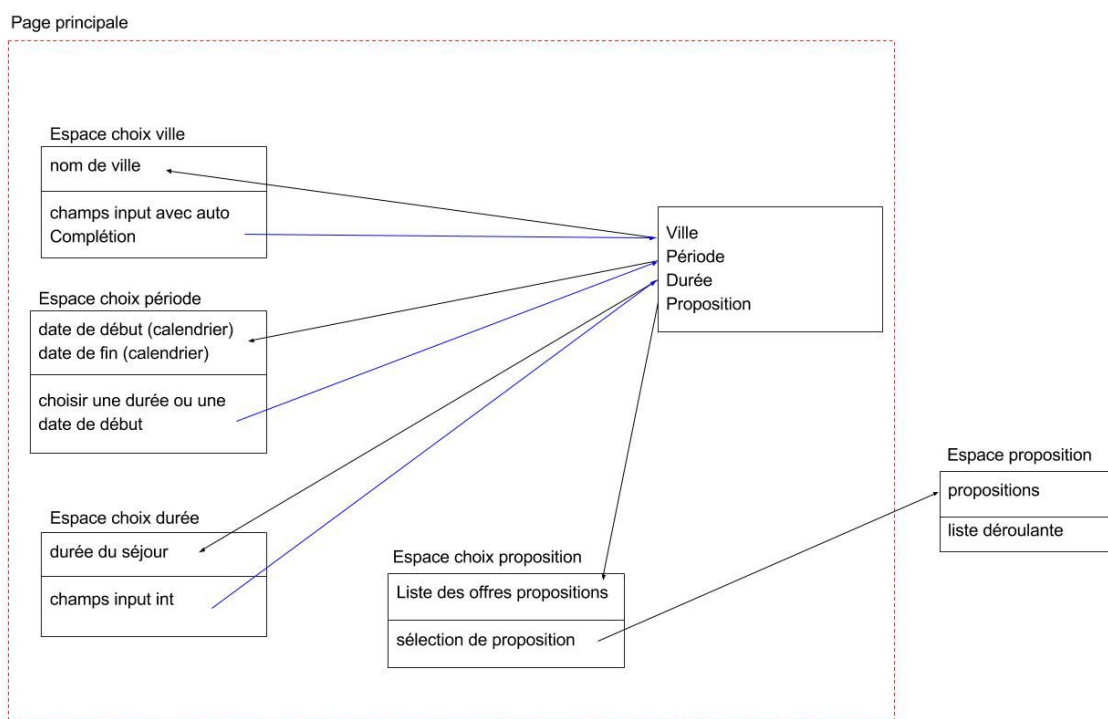 Page principale
Espace choix ville
nom de ville
champs input avec auto
Complétion
Ville
Période
Durée
Proposition
Espace choix période
date de début (calendrier)
date de fin (calendrier)
choisir une durée ou une
date de début
Espace choix durée
durée du séjour
champs input int
Espace choix proposition
Liste des offres propositions
sélection de proposition
Espace proposition
propositions
liste déroulante